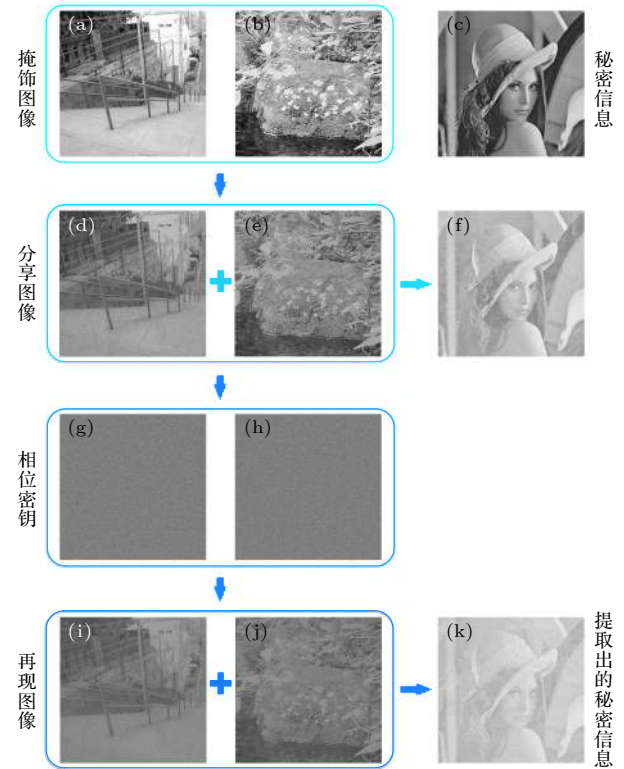 掩饰图像
(a)
(b)
(c)
秘密信息
分享图像
(d)
(e)
(f)
相位密钥
(g)
(h)
再现图像
(i)
(j)
(k)
提取出的秘密信息